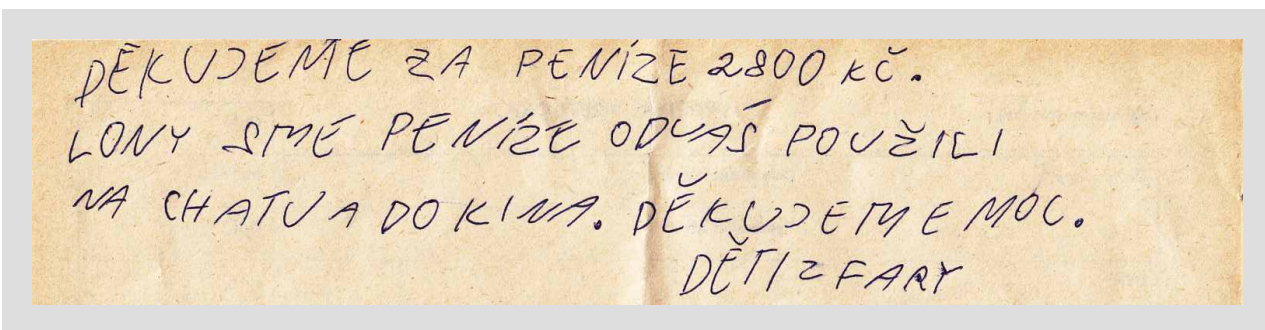 DĚKUJEME ZA PENÍZE 2800 KČ.
LONY SME PENÍZE ODVAŠ POUŽILI
NA CHATU A DO KINA. DĚKUJEME MOC.
DĚTI Z FARY